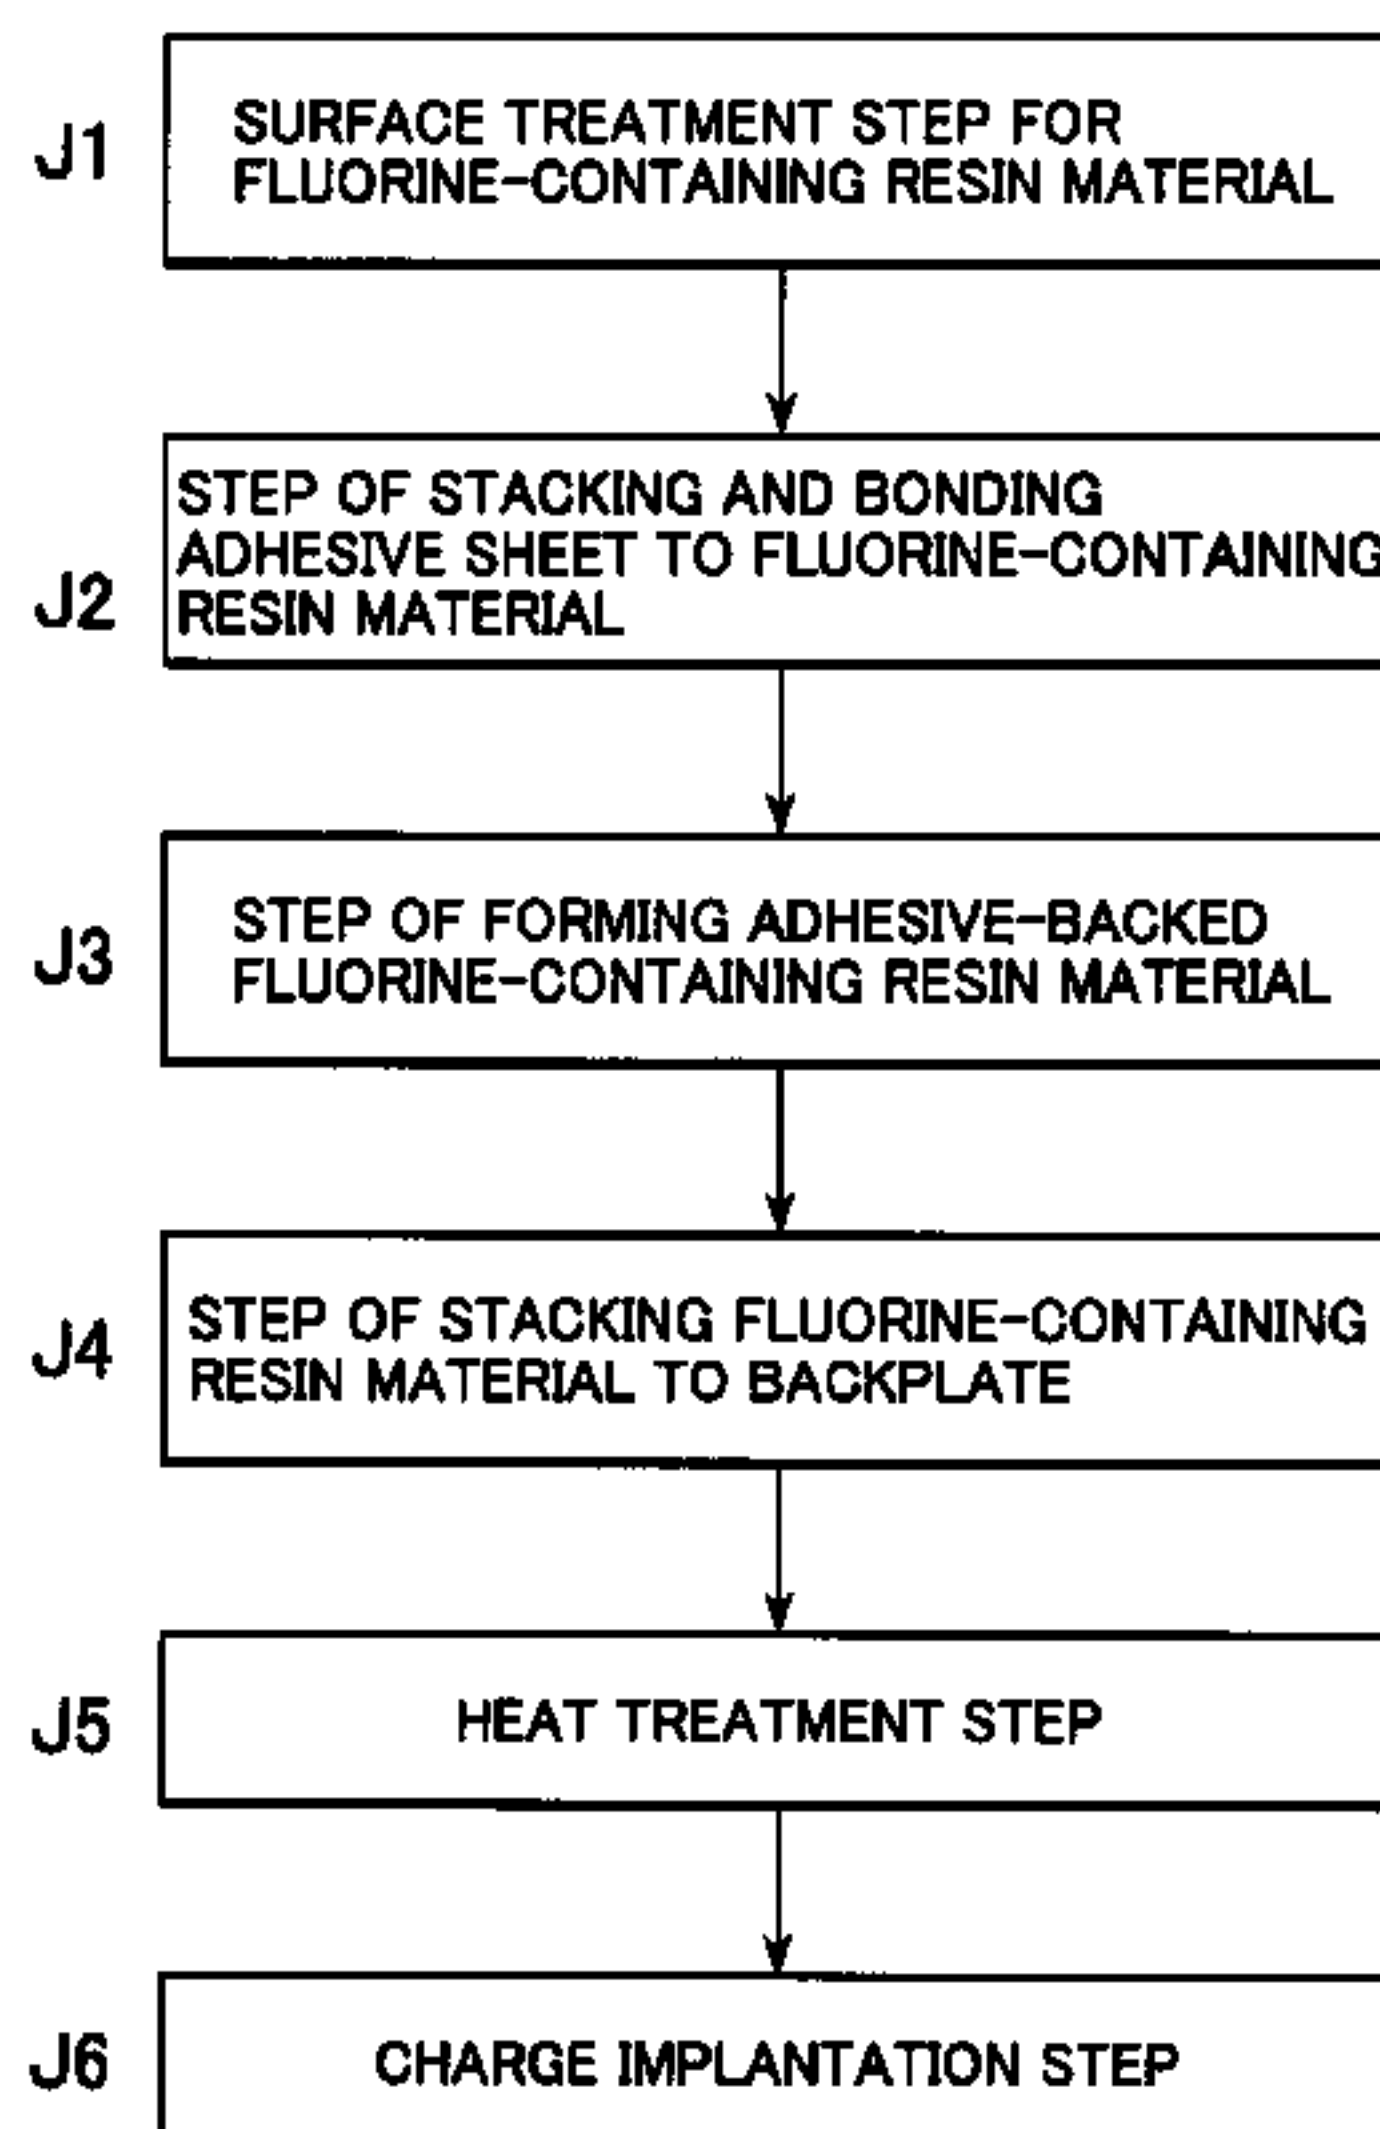 J1
SURFACE TREATMENT STEP FOR
FLUORINE-CONTAINING RESIN MATERIAL
J2
STEP OF STACKING AND BONDING
ADHESIVE SHEET TO FLUORINE-CONTAINING
RESIN MATERIAL
J3
STEP OF FORMING ADHESIVE-BACKED
FLUORINE-CONTAINING RESIN MATERIAL
J4
STEP OF STACKING FLUORINE-CONTAINING
RESIN MATERIAL TO BACKPLATE
J5
HEAT TREATMENT STEP
J6
CHARGE IMPLANTATION STEP